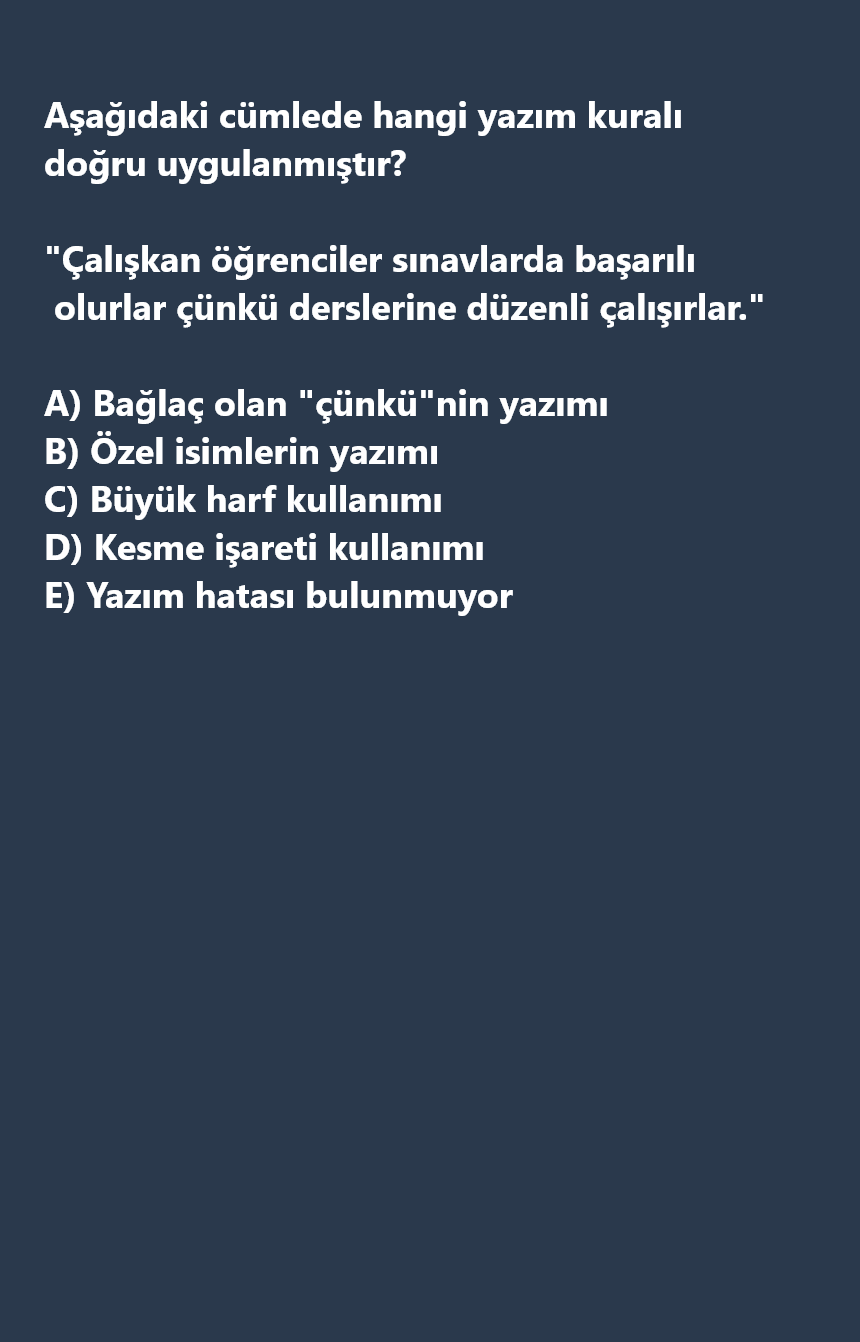 Aşağıdaki cümlede hangi yazım kuralı
doğru uygulanmıştır?
"Çalışkan öğrenciler sınavlarda başarılı
olurlar çünkü derslerine düzenli çalışırlar."
A) Bağlaç olan "çünkü"nin yazımı
B) Özel isimlerin yazımı
C) Büyük harf kullanımı
D) Kesme işareti kullanımı
E) Yazım hatası bulunmuyor